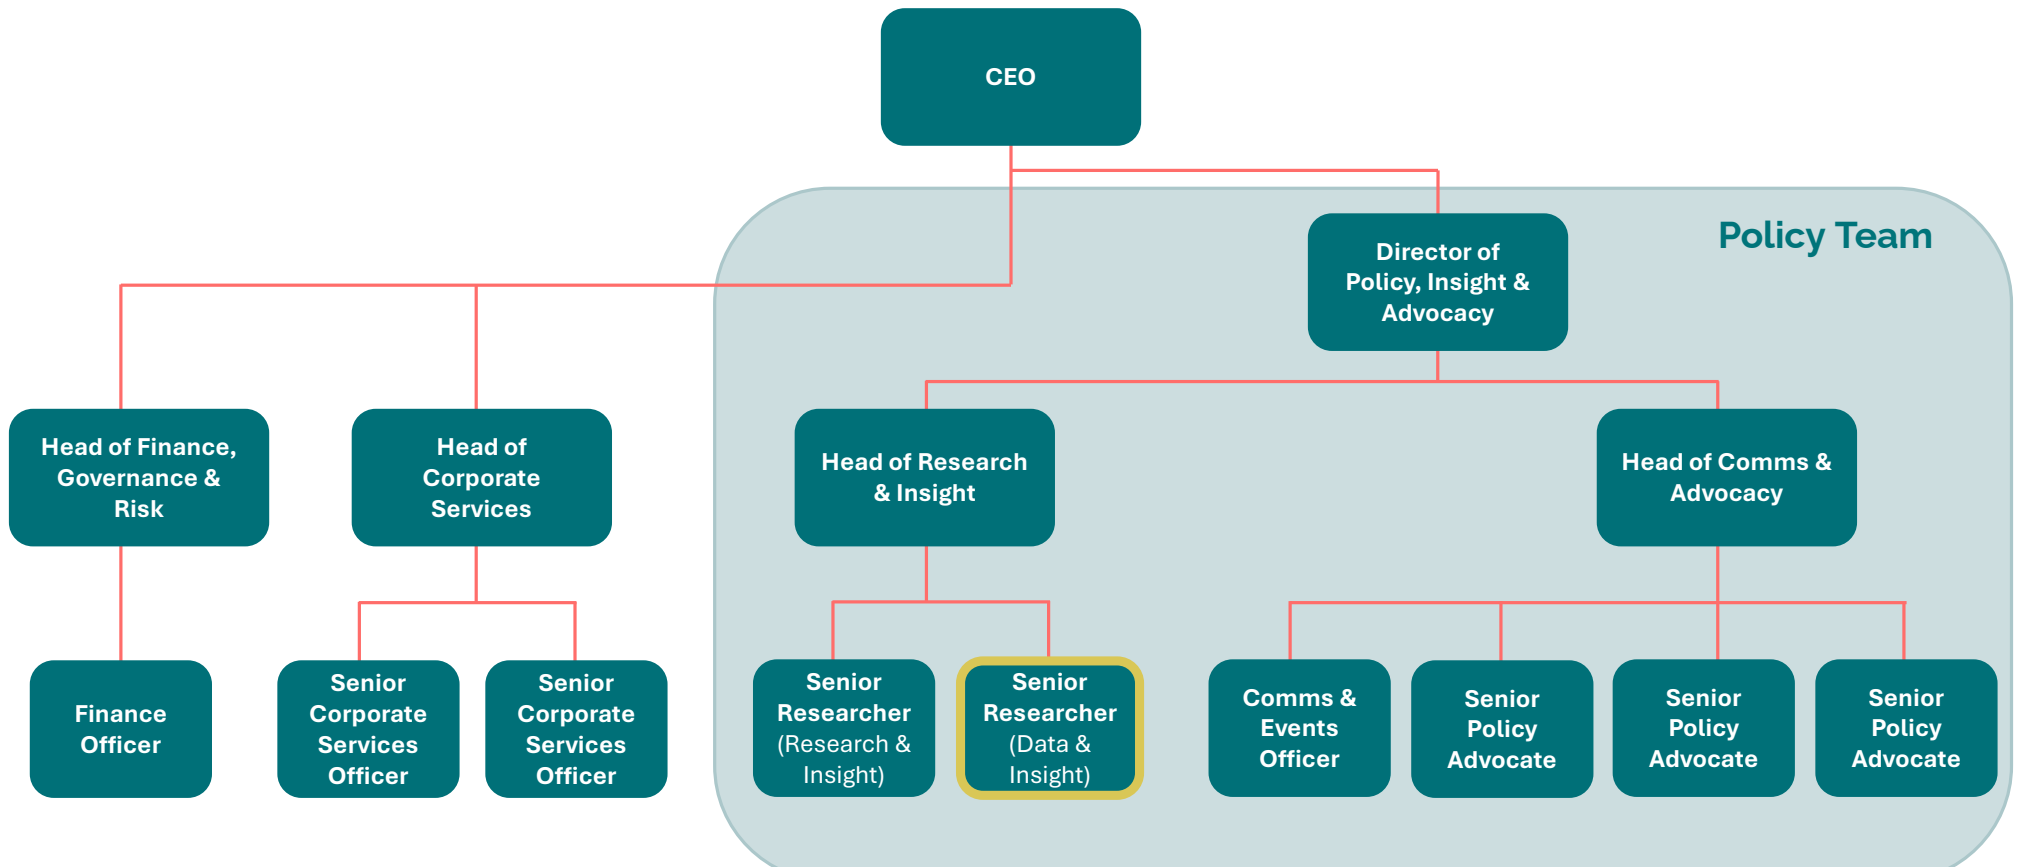 CEO
Policy Team
Director of
Policy, Insight &
Advocacy
Head of Finance,
Governance &
Risk
Head of
Corporate
Services
Head of Research
& Insight
Head of Comms &
Advocacy
Finance
Officer
Senior
Corporate
Services
Officer
Senior
Corporate
Services
Officer
Senior
Researcher
(Research &
Insight)
Senior
Researcher
(Data &
Insight)
Comms &
Events
Officer
Senior
Policy
Advocate
Senior
Policy
Advocate
Senior
Policy
Advocate